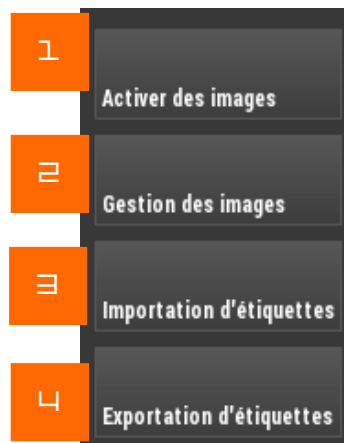 1
Activer des images
2
Gestion des images
3
Importation d'étiquettes
4
Exportation d'étiquettes